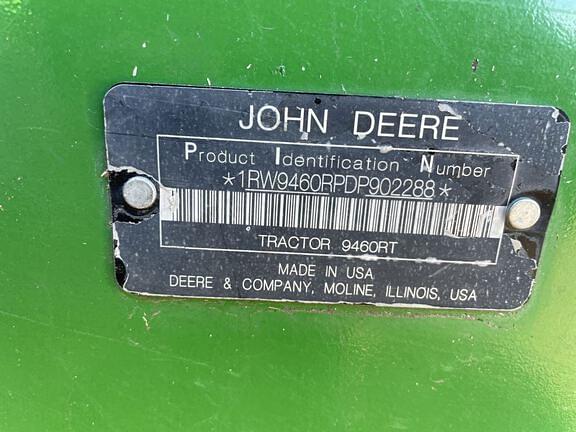 JOHN DEERE
Product Identification Number
*1RW9460RPDP902288*
TRACTOR 9460RT
MADE IN USA
DEERE & COMPANY, MOLINE, ILLINOIS, USA